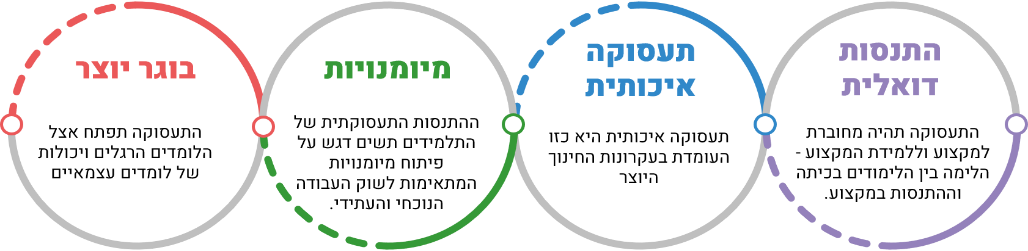 התנסות
דואלית
התעסוקה תהיה מחוברת
למקצוע וללמידת המקצוע -
הלימה בין הלימודים בכיתה
וההתנסות במקצוע.
תעסוקה
איכותית
תעסוקה איכותית היא כזו
העומדת בעקרונות החינוך
היוצר
מיומנויות
ההתנסות התעסוקתית של
התלמידים תשים דגש על
פיתוח מיומנויות
המתאימות לשוק העבודה
הנוכחי והעתידי.
בוגר יוצר
התעסוקה תפתח אצל
הלומדים הרגלים ויכולות
של לומדים עצמאיים